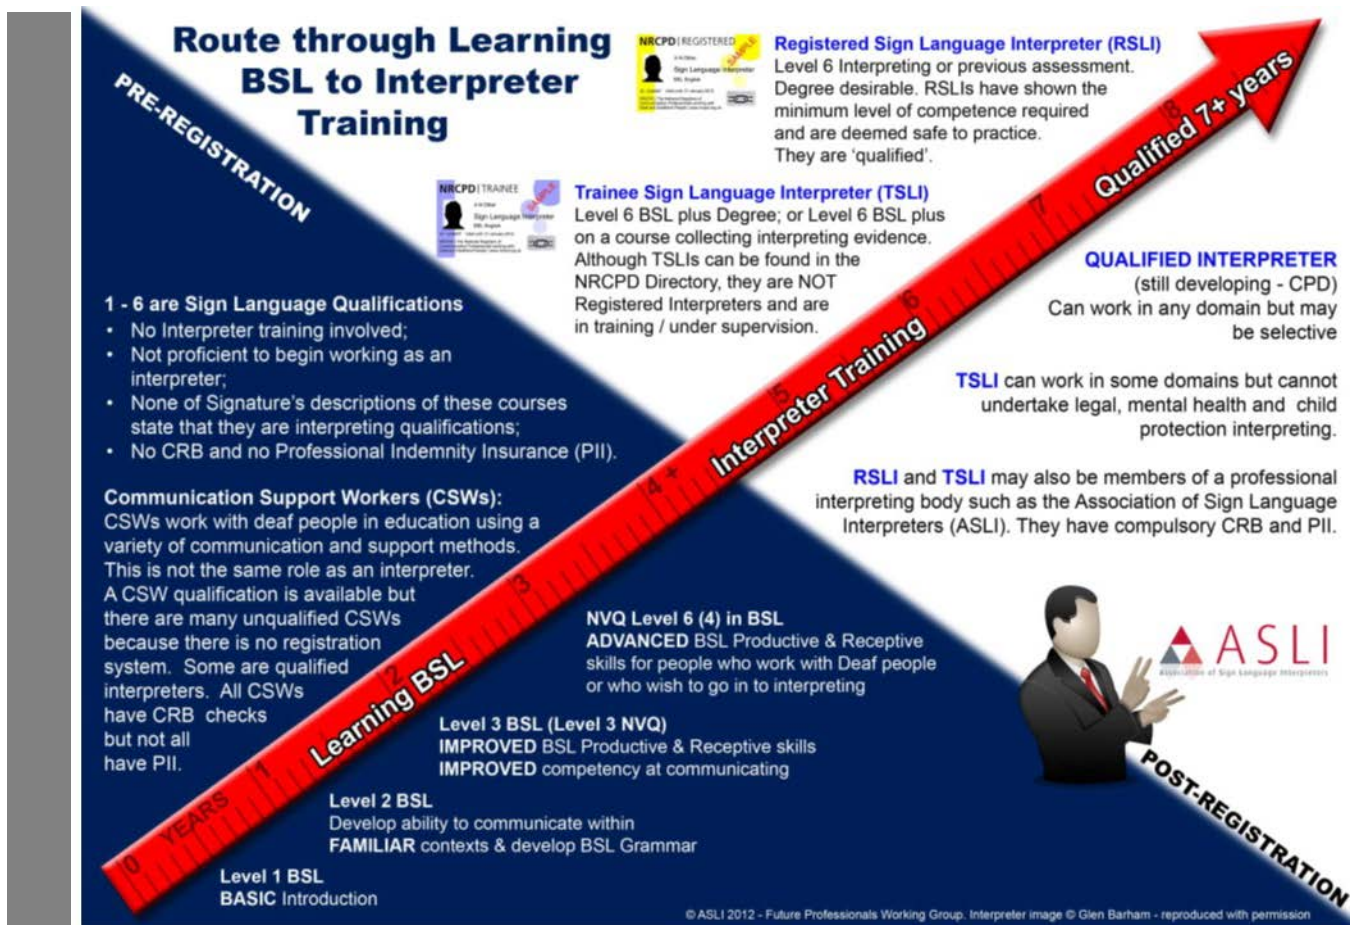 Route through Learning
BSL to Interpreter
Training
PRE-REGISTRATION
NRCPD | REGISTERED
SAMPLE
Sign Language Interpreter
Registered Sign Language Interpreter (RSLI)
Level 6 Interpreting or previous assessment.
Degree desirable. RSLIs have shown the
minimum level of competence required
and are deemed safe to practice.
They are ‘qualified’.
NRCPD | TRAINEE
SAMPLE
Sign Language Interpreter
Trainee Sign Language Interpreter (TSLI)
Level 6 BSL plus Degree; or Level 6 BSL plus
on a course collecting interpreting evidence.
Although TSLIs can be found in the
NRCPD Directory, they are NOT
Registered Interpreters and are
in training / under supervision.
1 - 6 are Sign Language Qualifications
• No Interpreter training involved;
• Not proficient to begin working as an
interpreter;
• None of Signature’s descriptions of these courses
state that they are interpreting qualifications;
• No CRB and no Professional Indemnity Insurance (PII).
Communication Support Workers (CSWs):
CSWs work with deaf people in education using a
variety of communication and support methods.
This is not the same role as an interpreter.
A CSW qualification is available but
there are many unqualified CSWs
because there is no registration
system. Some are qualified
interpreters. All CSWs
have CRB checks
but not all
have PII.
0 YEARS 1 2 3 4+ 5 6 7 8
Learning BSL
Interpreter Training
Qualified 7+ years
QUALIFIED INTERPRETER
(still developing - CPD)
Can work in any domain but may
be selective
TSLI can work in some domains but cannot
undertake legal, mental health and child
protection interpreting.
RSLI and TSLI may also be members of a professional
interpreting body such as the Association of Sign Language
Interpreters (ASLI). They have compulsory CRB and PII.
NVQ Level 6 (4) in BSL
ADVANCED BSL Productive & Receptive
skills for people who work with Deaf people
or who wish to go in to interpreting
Level 3 BSL (Level 3 NVQ)
IMPROVED BSL Productive & Receptive skills
IMPROVED competency at communicating
Level 2 BSL
Develop ability to communicate within
FAMILIAR contexts & develop BSL Grammar
Level 1 BSL
BASIC Introduction
ASLI
Association of Sign Language Interpreters
POST-REGISTRATION
© ASLI 2012 - Future Professionals Working Group. Interpreter image © Glen Barham - reproduced with permission